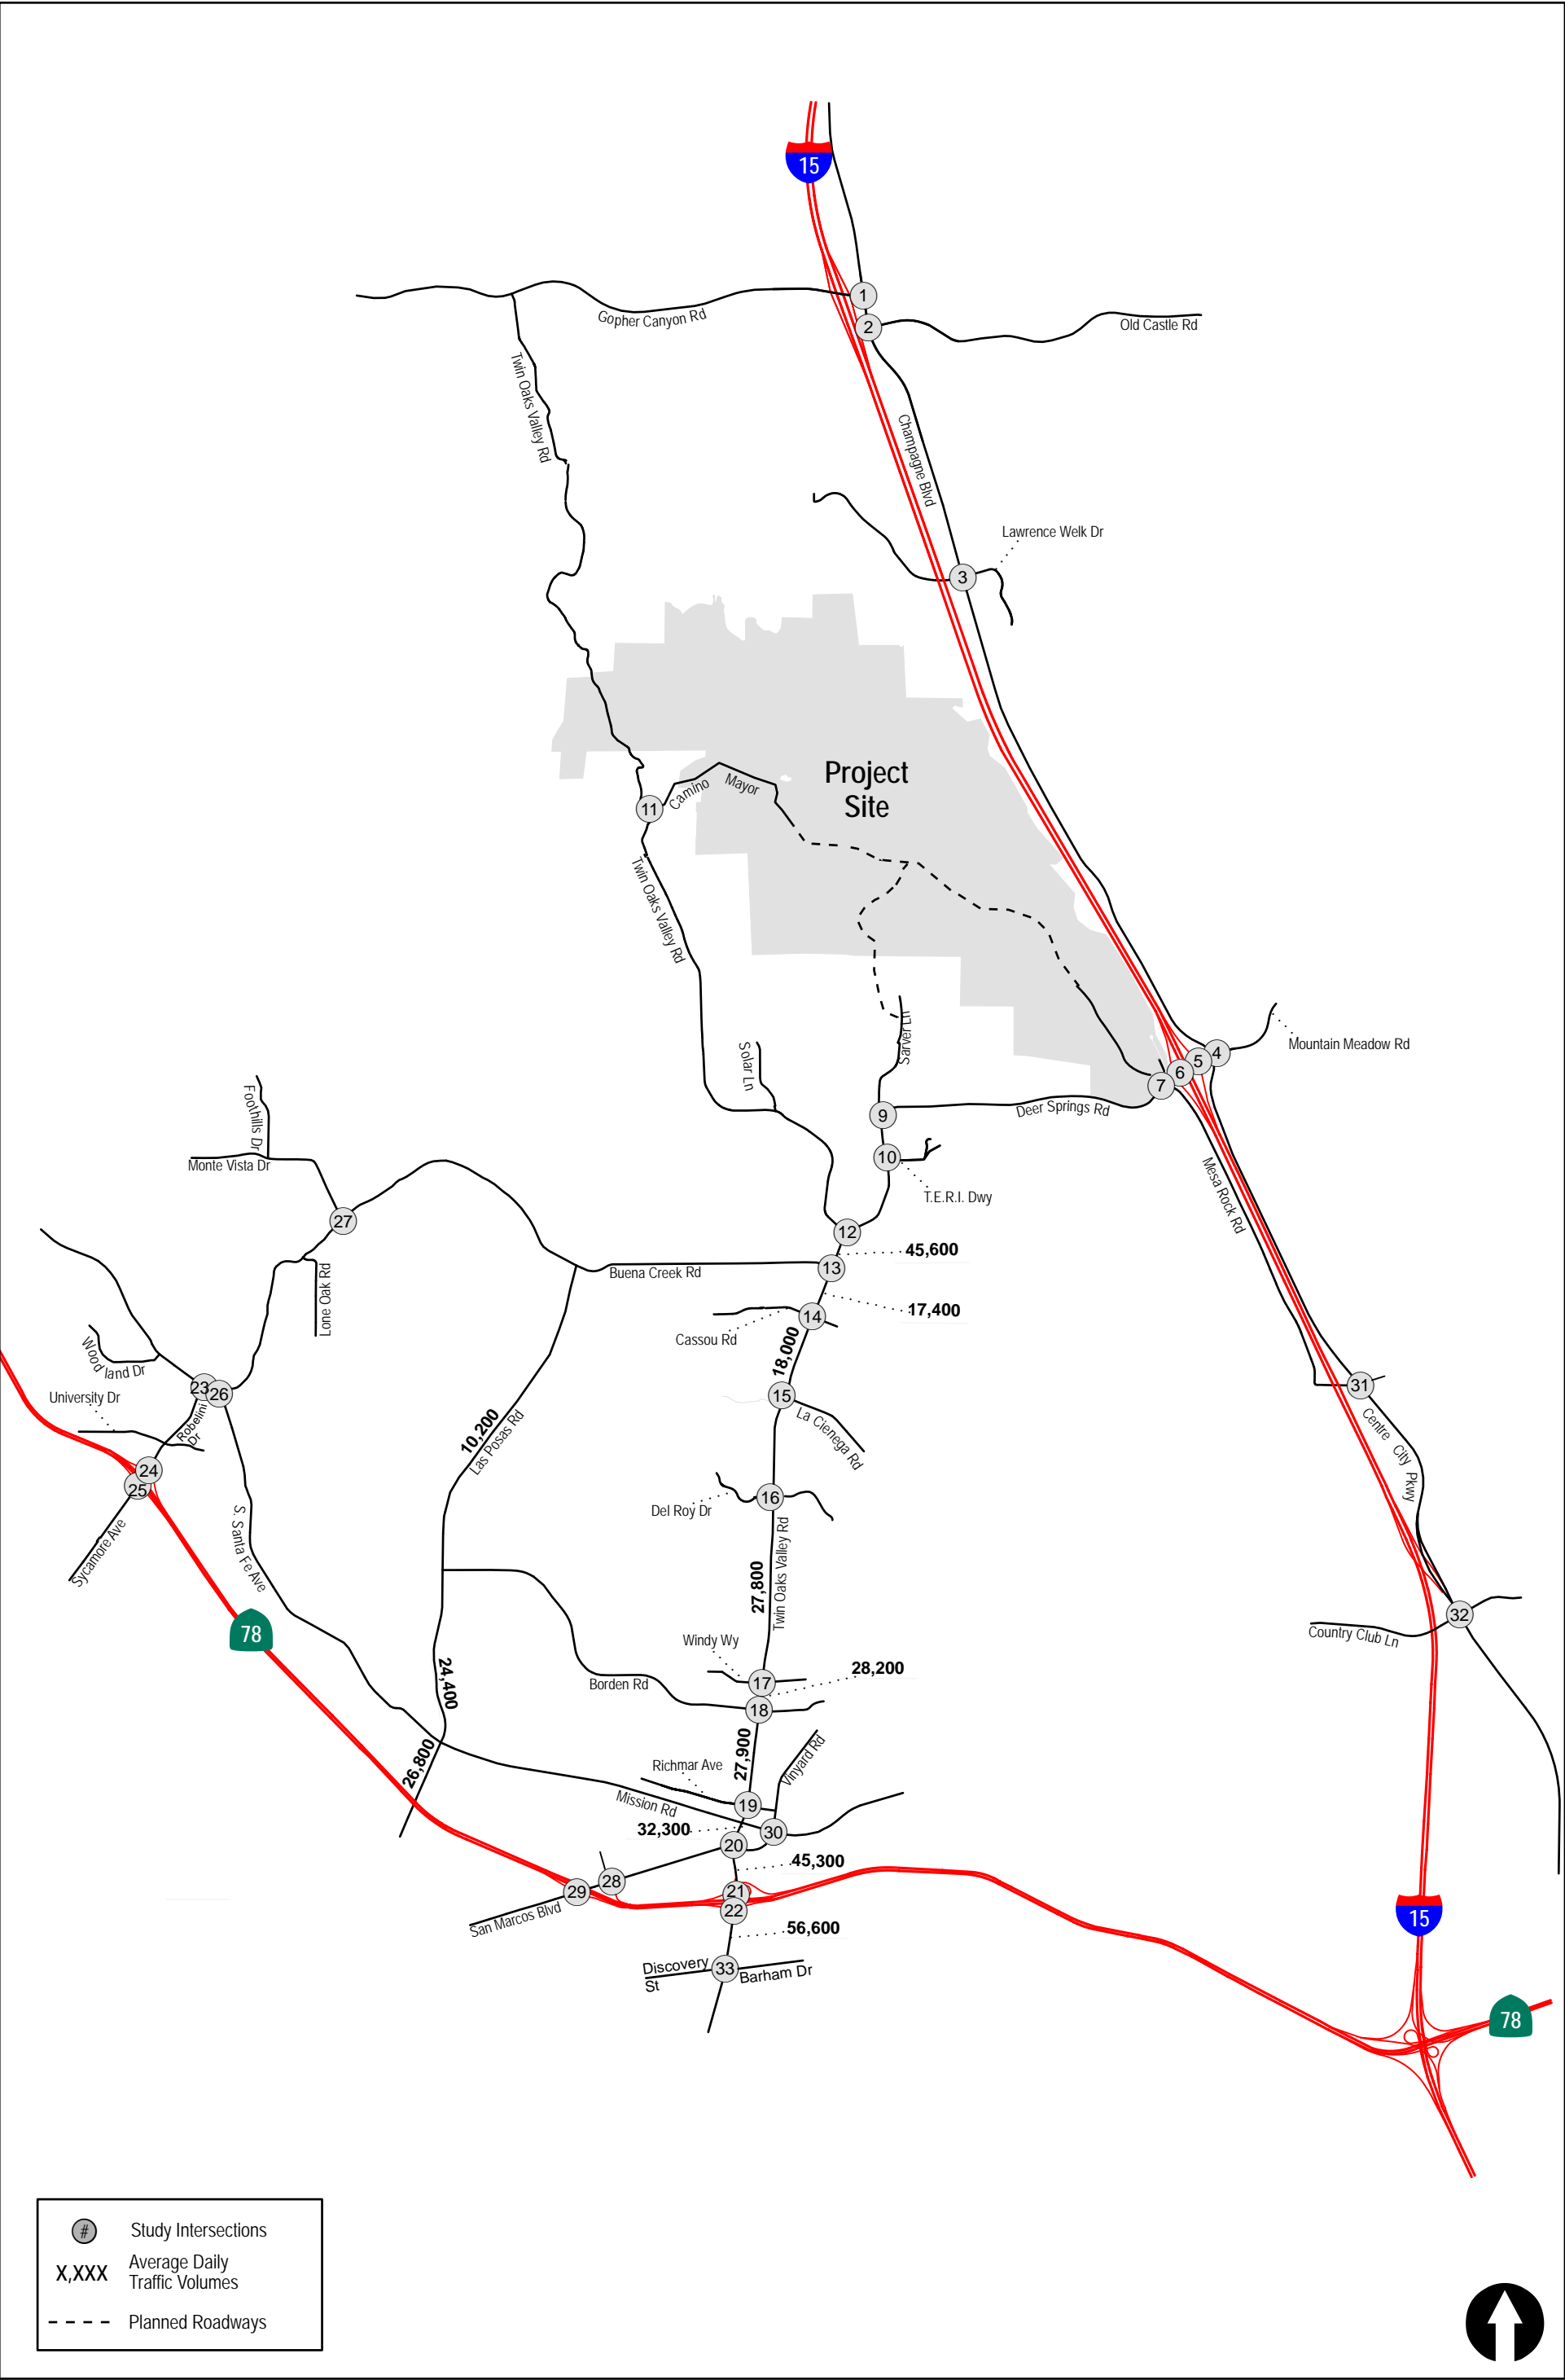 15
1
Gopher Canyon Rd
2
Old Castle Rd
Twin Oaks Valley Rd
Champagne Blvd
Lawrence Welk Dr
3
Project
Site
Camino Mayor
11
Twin Oaks Valley Rd
Sarver Ln
Solar Ln
4
5
6
7
Mountain Meadow Rd
Foothills Dr
9
Deer Springs Rd
Monte Vista Dr
10
Mesa Rock Rd
T.E.R.I. Dwy
27
12
45,600
13
Buena Creek Rd
Lone Oak Rd
17,400
14
Cassou Rd
18,000
Woodland Dr
23
26
University Dr
15
31
Robelini
Dr
10,200
Las Posas Rd
La Cienega Rd
Centre City Pkwy
24
25
16
Del Roy Dr
Sycamore Ave
S. Santa Fe Ave
27,800
Twin Oaks Valley Rd
32
Country Club Ln
78
Windy Wy
24,400
28,200
17
Borden Rd
18
27,900
Vinyard Rd
26,800
Richmar Ave
Mission Rd
19
32,300
30
20
45,300
28
29
21
22
San Marcos Blvd
15
56,600
Discovery
St
33
Barham Dr
78
# Study Intersections
X,XXX Average Daily
Traffic Volumes
Planned Roadways